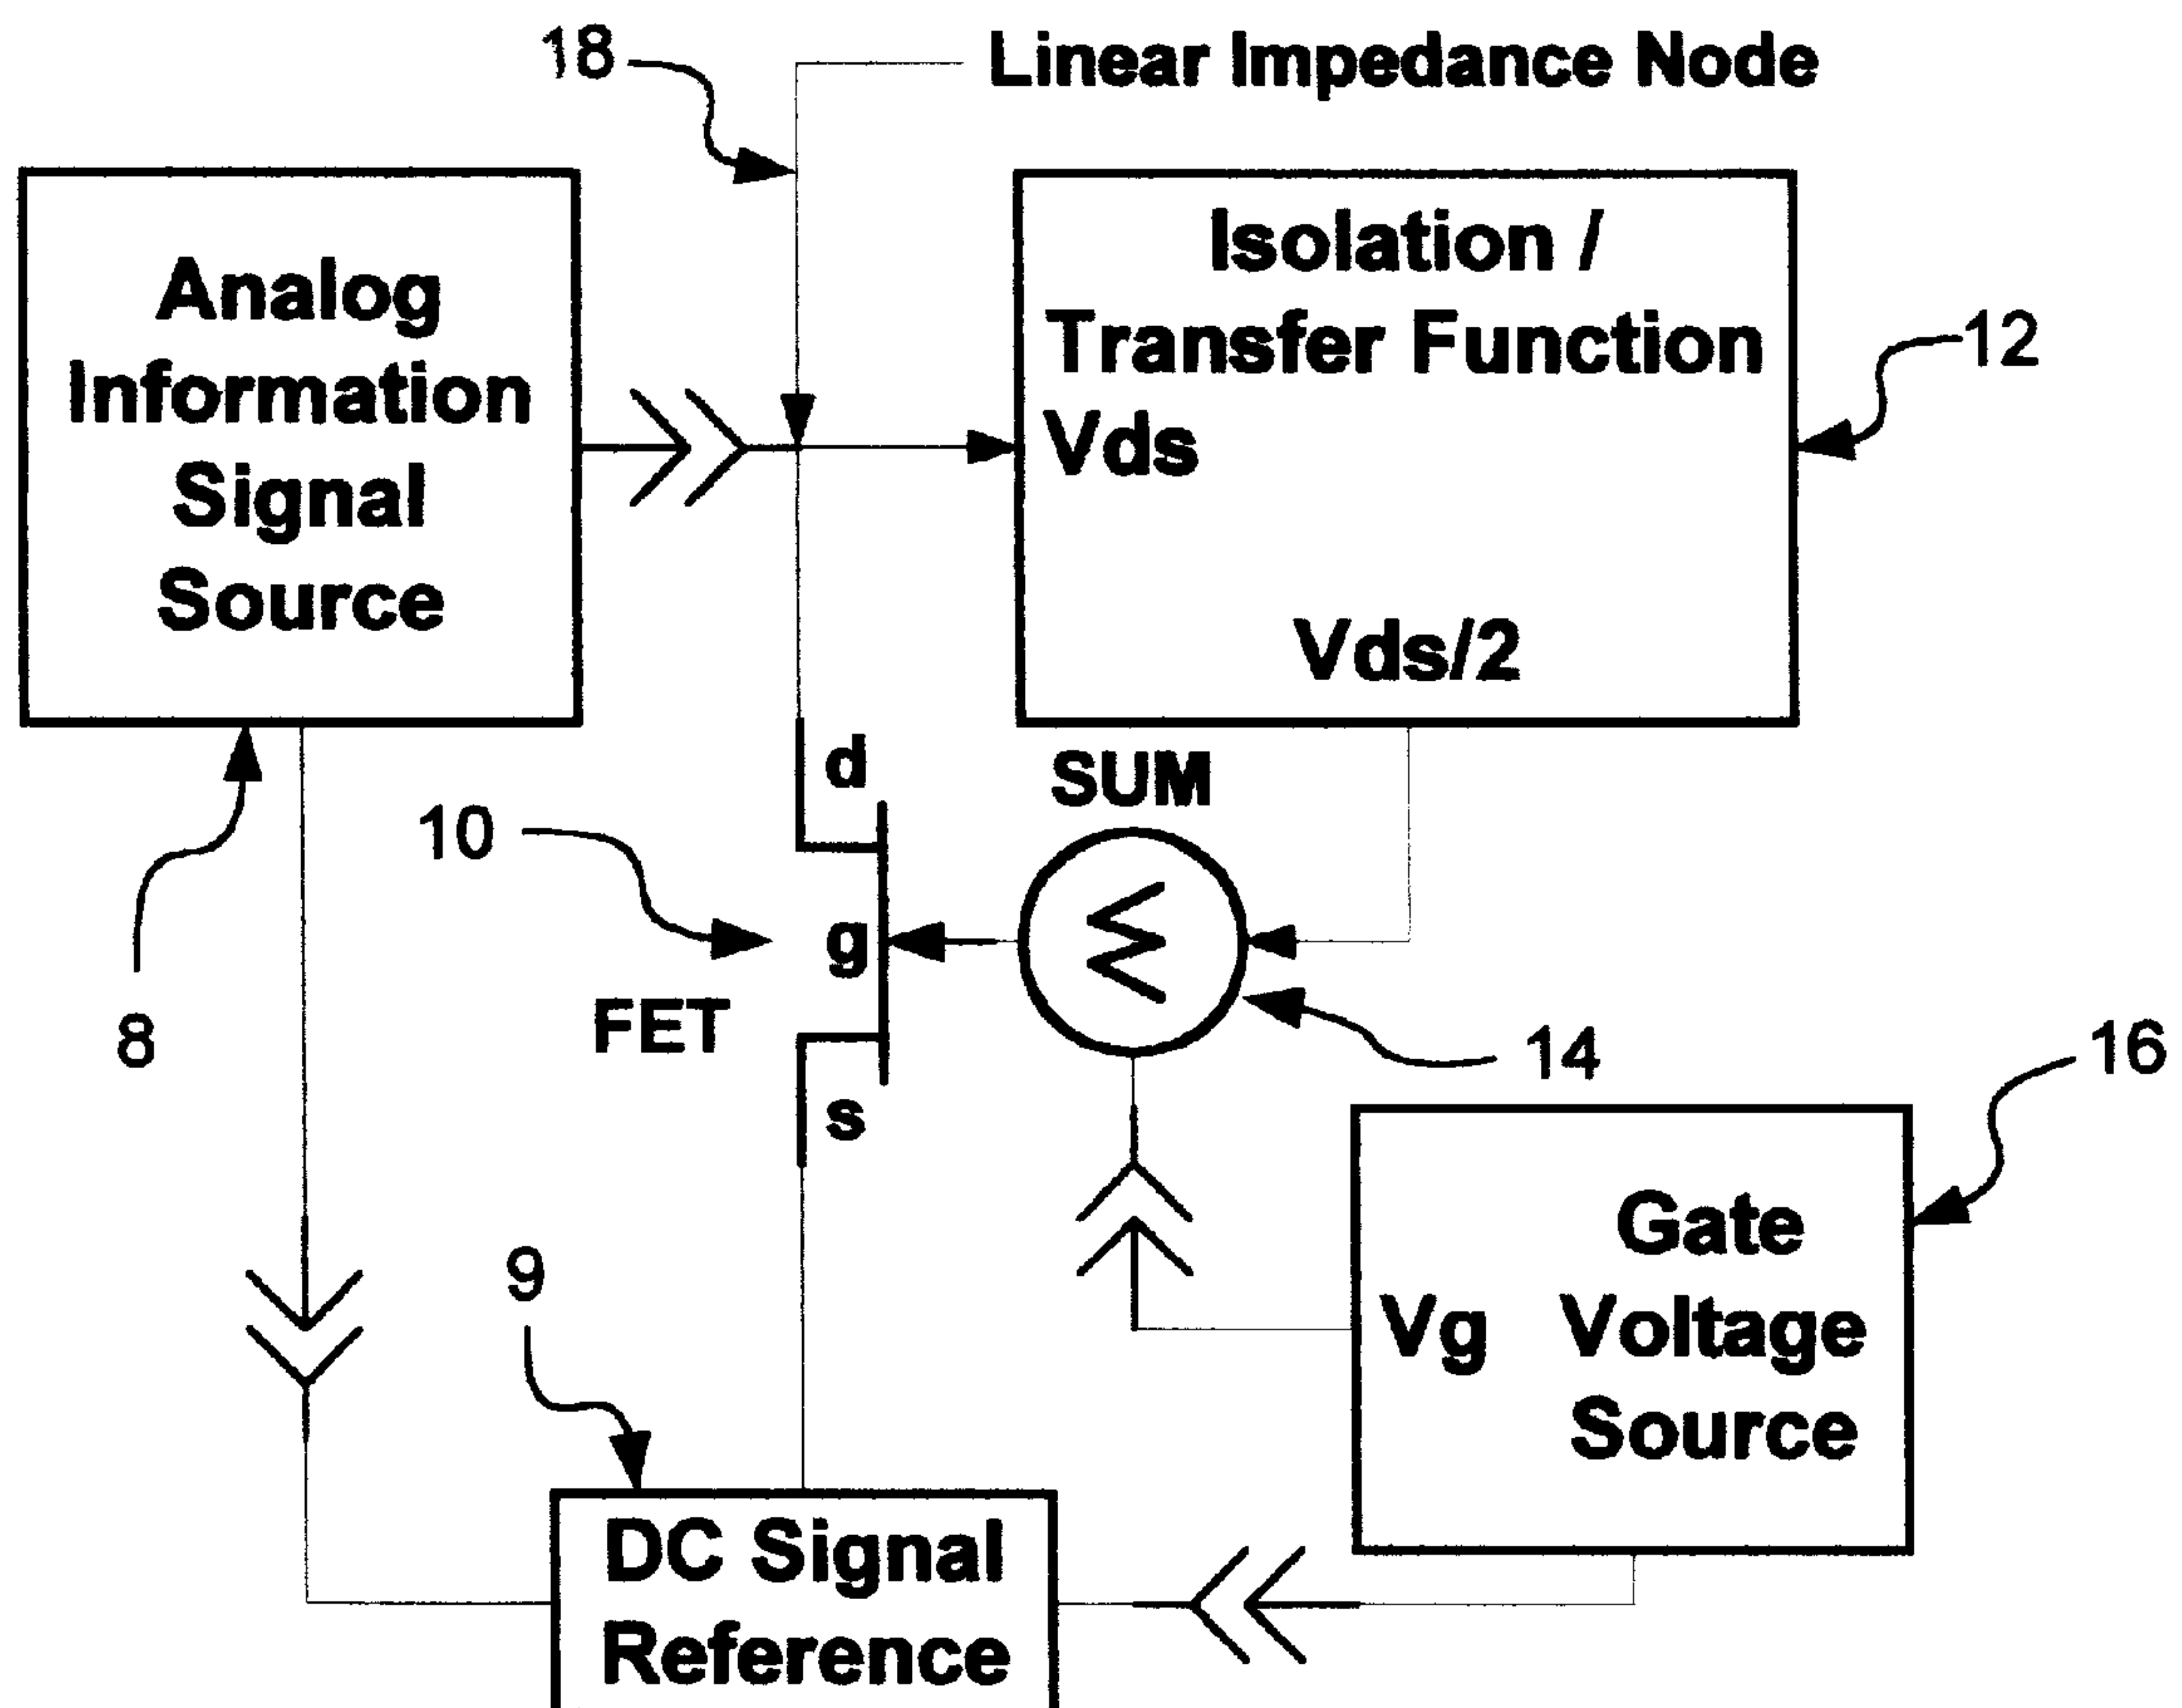 18
Linear Impedance Node
Analog
Information
Signal
Source
Isolation /
Transfer Function
Vds
Vds/2
12
d
SUM
10
g
Σ
FET
8
s
14
16
Gate
Vg Voltage
Source
9
DC Signal
Reference